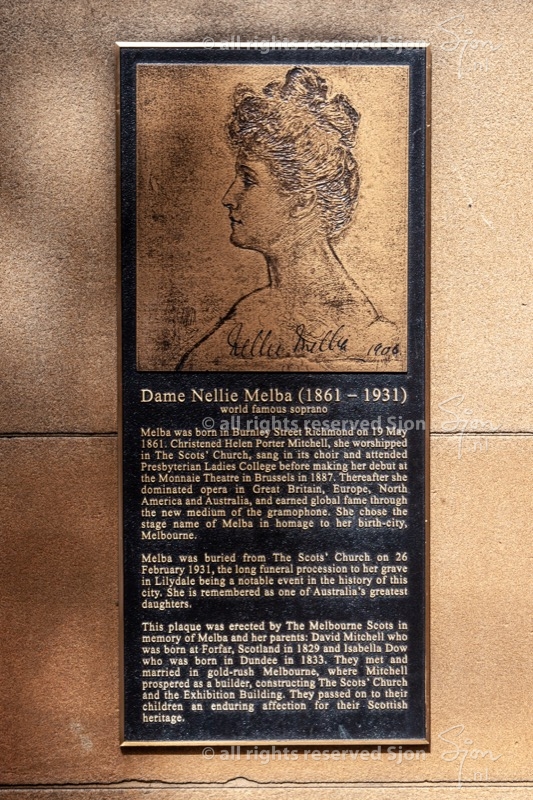 © all rights reserved Sjon
Sjon
.nl
Nellie Melba 1906
Dame Nellie Melba (1861 – 1931)
world famous soprano
© all rights reserved Sjon
Sjon
.nl
Melba was born in Burnley Street Richmond on 19 May
1861. Christened Helen Porter Mitchell, she worshipped
in The Scots' Church, sang in its choir and attended
Presbyterian Ladies College before making her debut at
the Monnaie Theatre in Brussels in 1887. Thereafter she
dominated opera in Great Britain, Europe, North
America and Australia, and earned global fame through
the new medium of the gramophone. She chose the
stage name of Melba in homage to her birth-city,
Melbourne.
Melba was buried from The Scots' Church on 26
February 1931, the long funeral procession to her grave
in Lilydale being a notable event in the history of this
city. She is remembered as one of Australia's greatest
daughters.
This plaque was erected by The Melbourne Scots in
memory of Melba and her parents: David Mitchell who
was born at Forfar, Scotland in 1829 and Isabella Dow
who was born in Dundee in 1833. They met and
married in gold-rush Melbourne, where Mitchell
prospered as a builder, constructing The Scots' Church
and the Exhibition Building. They passed on to their
children an enduring affection for their Scottish
heritage.
© all rights reserved Sjon
Sjon
.nl